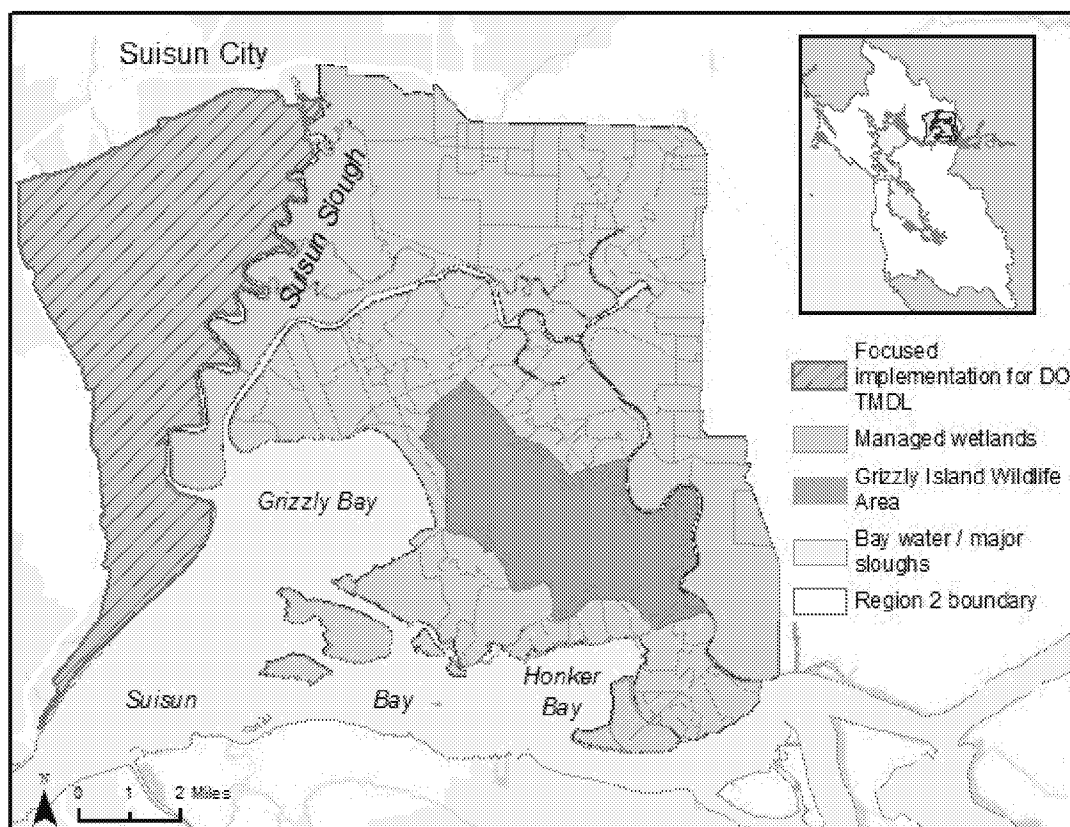 Suisun City
Suisun Slough
Grizzly Bay
Honker
Bay
Suisun
Bay
N
0 1 2 Miles
Focused
implementation for DO
TMDL
Managed wetlands
Grizzly Island Wildlife
Area
Bay water / major
sloughs
Region 2 boundary